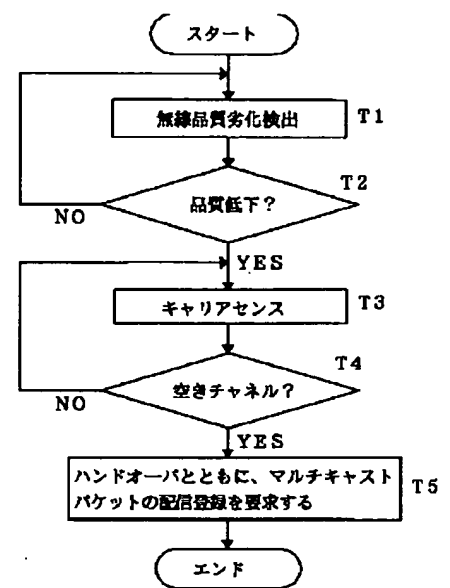 スタート
無線品質劣化検出
T1
品質低下？
T2
NO
YES
キャリアセンス
T3
空きチャネル？
T4
NO
YES
ハンドオーバとともに、マルチキャスト
パケットの配信登録を要求する
T5
エンド